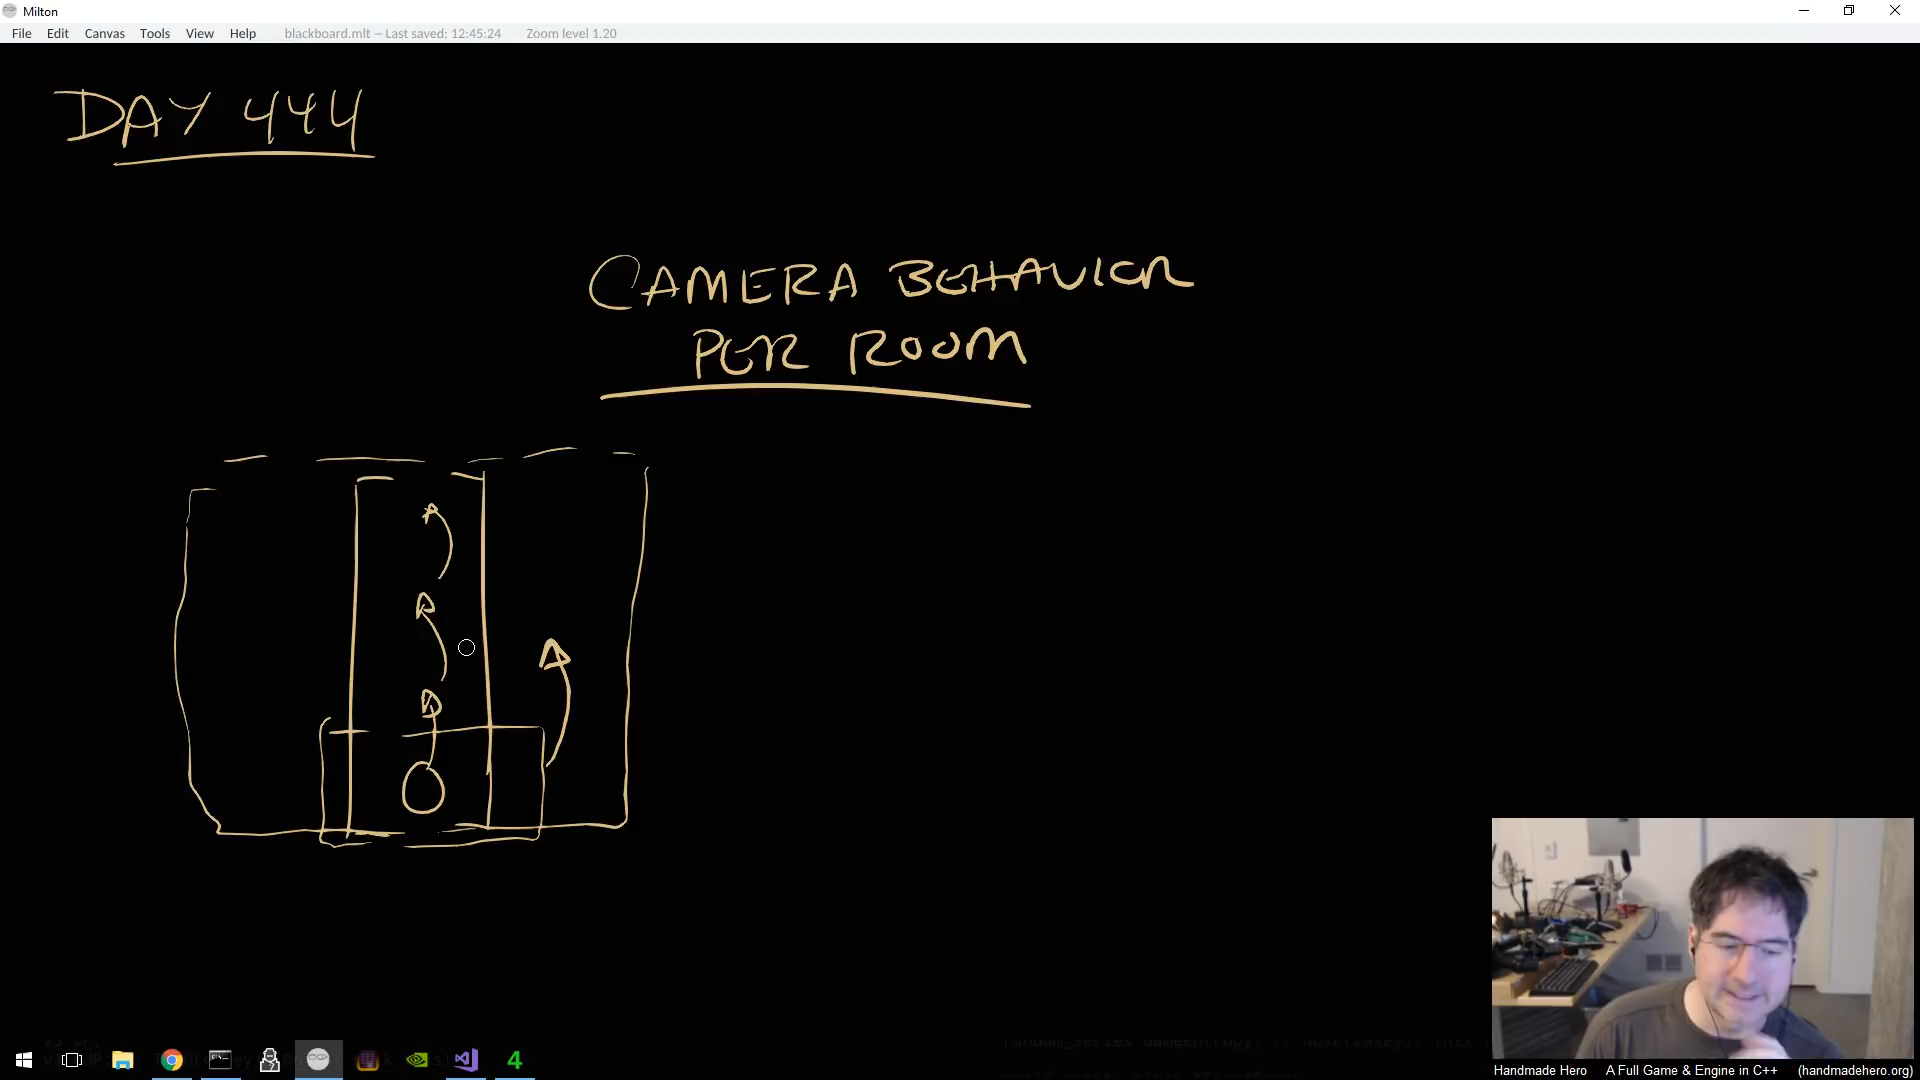 Milton
File Edit Canvas Tools View Help blackboard.mlt -- Last saved: 12:45:24 Zoom level 1.20
DAY 444
CAMERA BEHAVIOR
PER ROOM
4
Handmade Hero A Full Game & Engine in C++ (handmadehero.org)